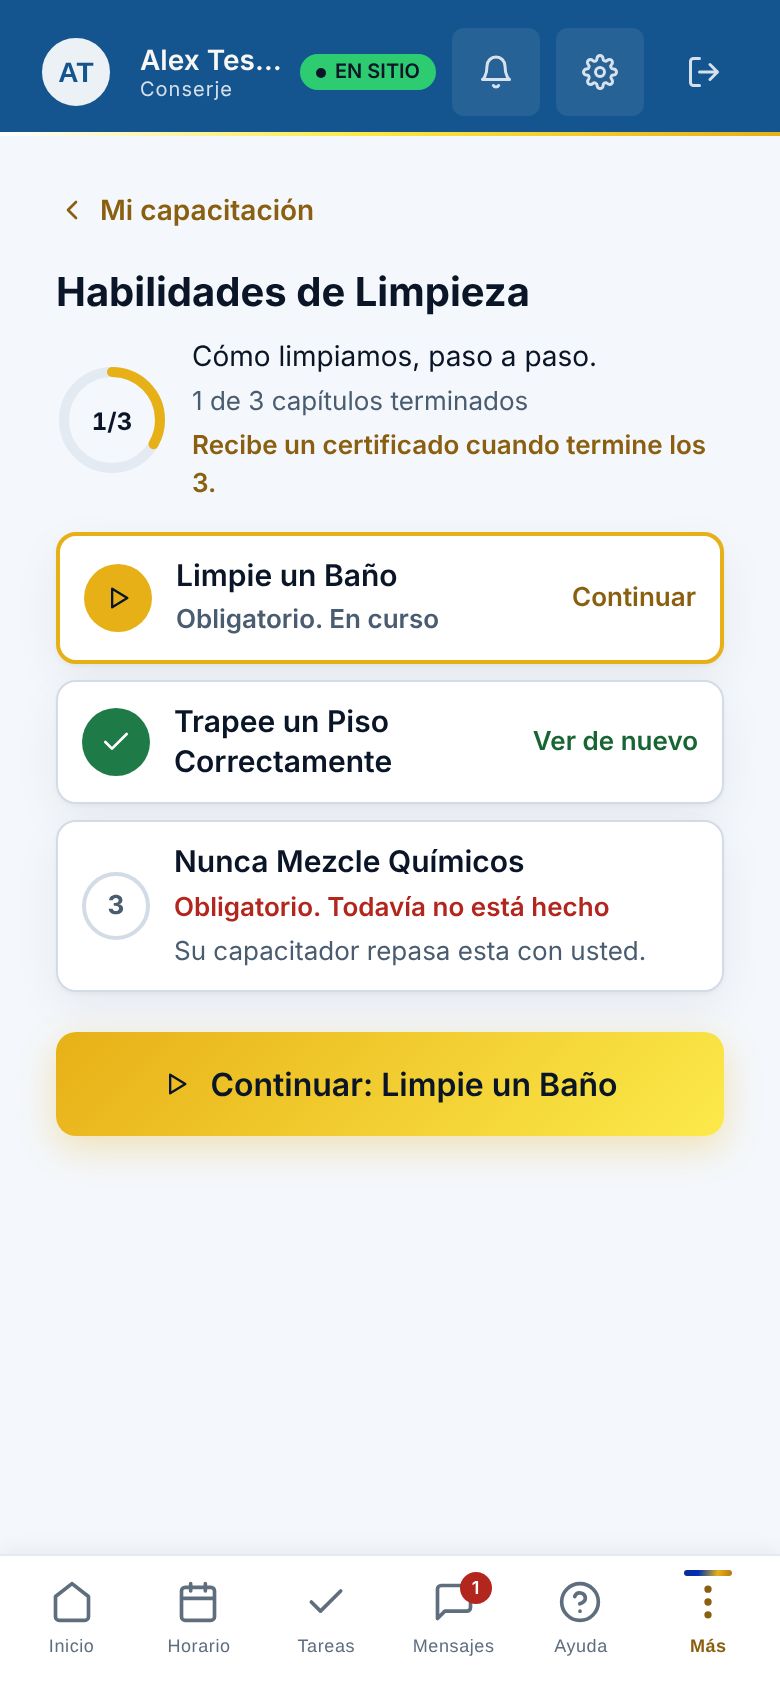 AT
Alex Tes...
Conserje
EN SITIO
Mi capacitación
Habilidades de Limpieza
1/3
Cómo limpiamos, paso a paso.
1 de 3 capítulos terminados
Recibe un certificado cuando termine los
3.
Limpie un Baño
Obligatorio. En curso
Continuar
Trapee un Piso
Correctamente
Ver de nuevo
3
Nunca Mezcle Químicos
Obligatorio. Todavía no está hecho
Su capacitador repasa esta con usted.
Continuar: Limpie un Baño
1
Inicio
Horario
Tareas
Mensajes
Ayuda
Más